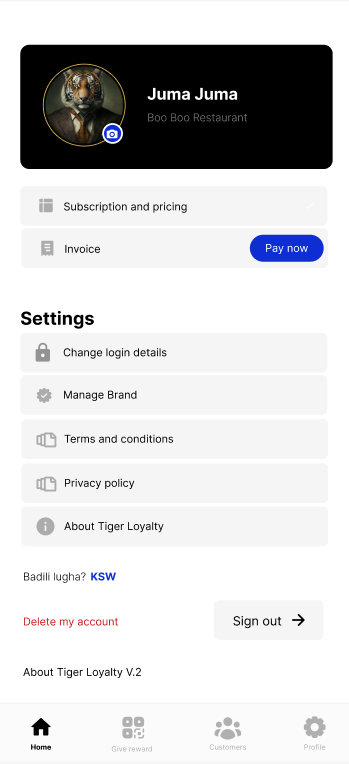 Juma Juma
Boo Boo Restaurant
Subscription and pricing
Invoice
Pay now
Settings
Change login details
Manage Brand
Terms and conditions
Privacy policy
About Tiger Loyalty
Badili lugha? KSW
Delete my account
Sign out
About Tiger Loyalty V.2
Home
Give reward
Customers
Profile